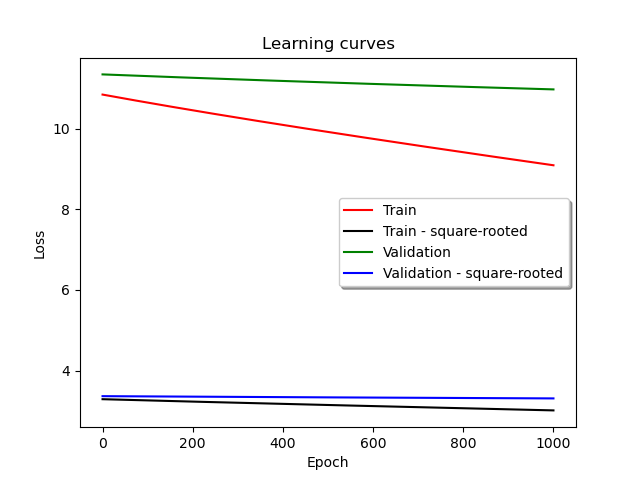 Learning curves
Loss
10
8
6
4
Train
Train - square-rooted
Validation
Validation - square-rooted
0 200 400 600 800 1000
Epoch